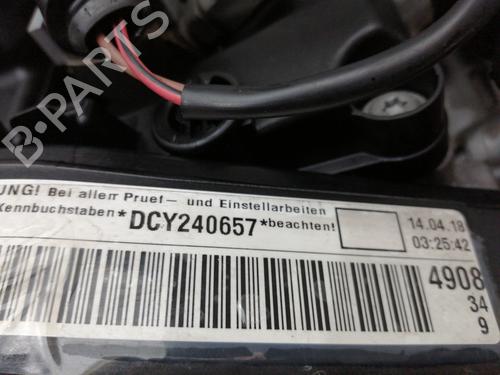 B-PARTS
UNG! Bei allen Pruef- und Einstellarbeiten
Kennbuchstaben *DCY240657* beachten!
14.04.18
03:25:42
4908
34
9